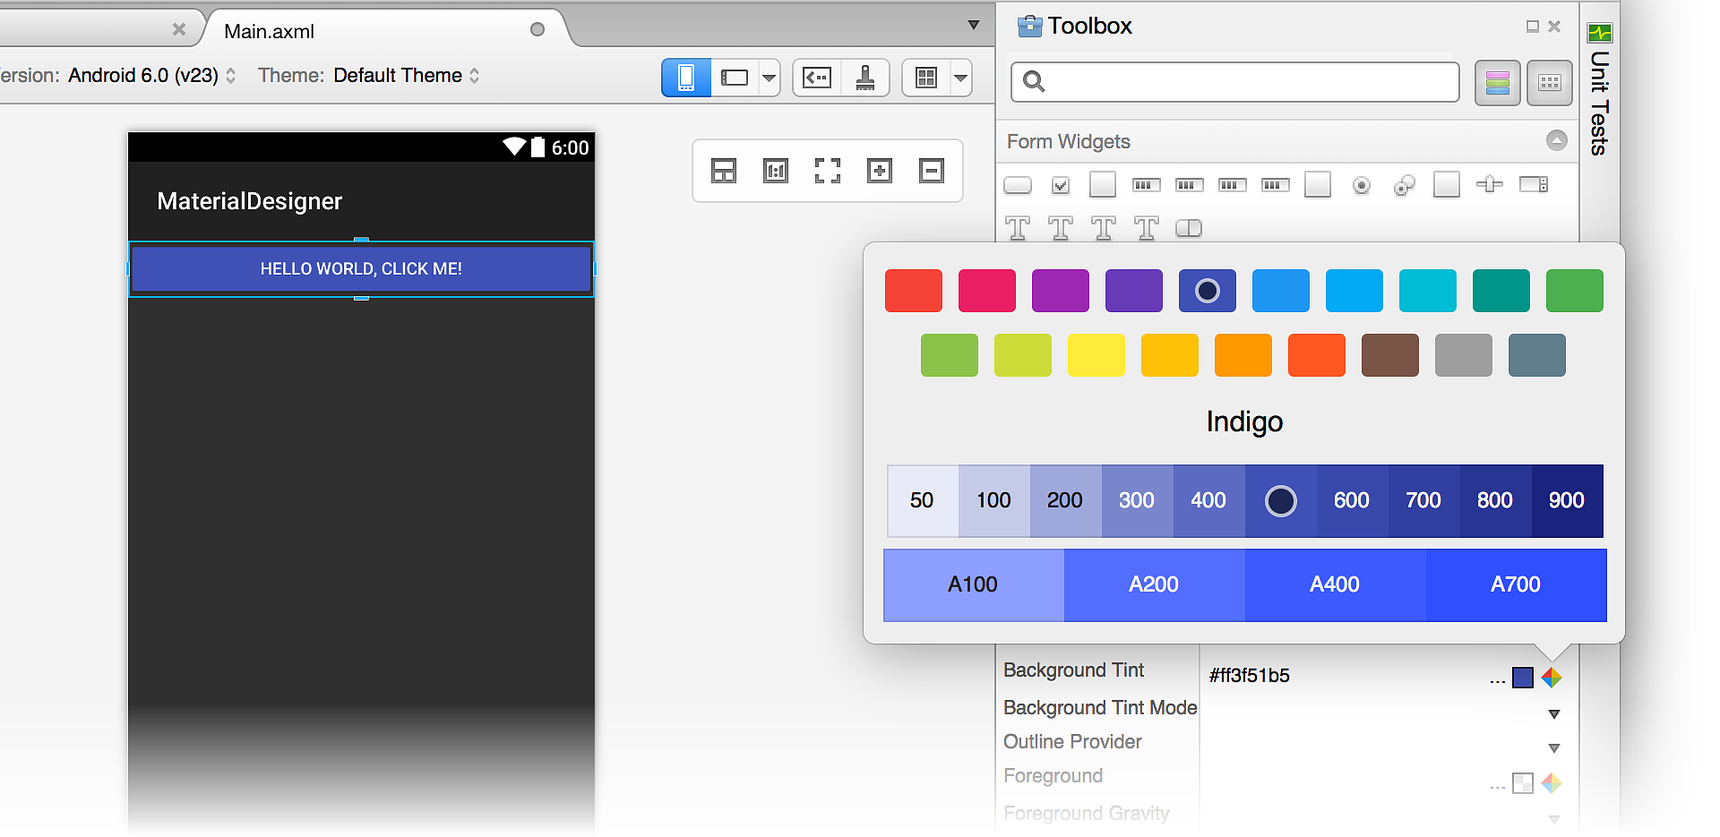 Main.axml
Toolbox
ersion: Android 6.0 (v23)
Theme: Default Theme
Unit Tests
Form Widgets
6:00
MaterialDesigner
HELLO WORLD, CLICK ME!
Indigo
50 100 200 300 400 600 700 800 900
A100 A200 A400 A700
Background Tint #ff3f51b5 ...
Background Tint Mode
Outline Provider
Foreground ...
Foreground Gravity